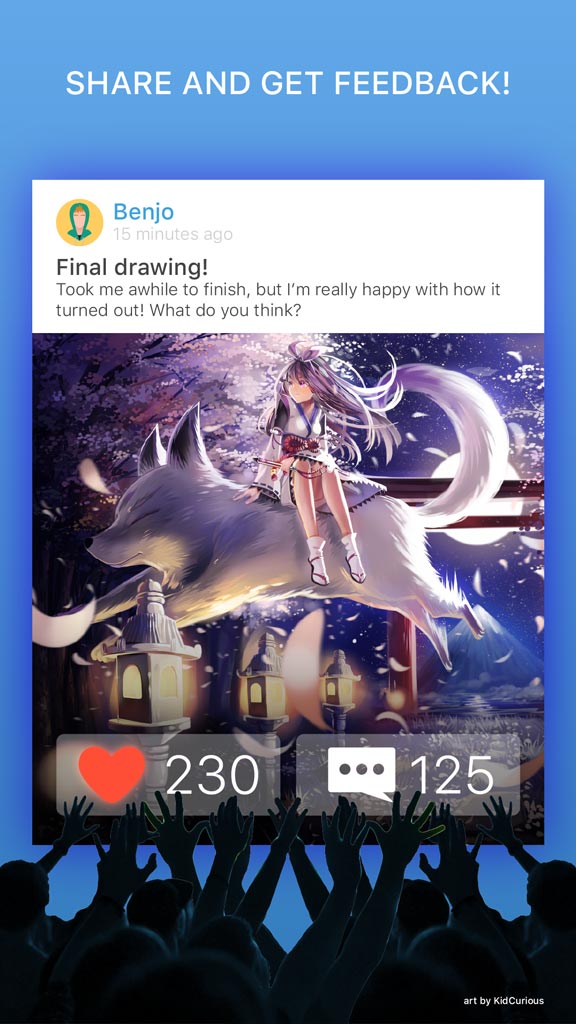 SHARE AND GET FEEDBACK!
Benjo
15 minutes ago
Final drawing!
Took me awhile to finish, but I’m really happy with how it
turned out! What do you think?
230
125
art by KidCurious